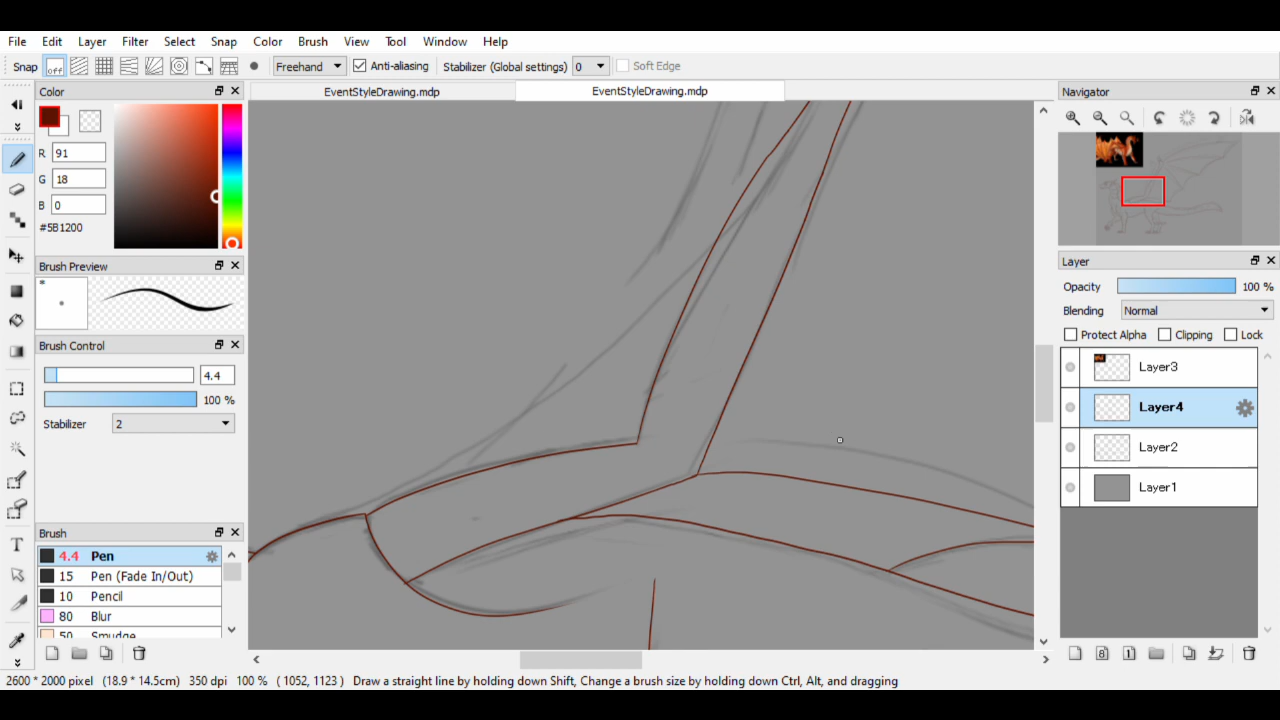 File Edit Layer Filter Select Snap Color Brush View Tool Window Help
Snap off Freehand Anti-aliasing Stabilizer (Global settings) 0 Soft Edge
Color
EventStyleDrawing.mdp
EventStyleDrawing.mdp
Navigator
R 91
G 18
B 0
#5B1200
Brush Preview
Brush Control
4.4
100 %
Stabilizer 2
Brush
4.4 Pen
15 Pen (Fade In/Out)
10 Pencil
80 Blur
50 Smudge
Layer
Opacity 100 %
Blending Normal
Protect Alpha Clipping Lock
Layer3
Layer4
Layer2
Layer1
2600 * 2000 pixel (18.9 * 14.5cm) 350 dpi 100 % ( 1052, 1123 ) Draw a straight line by holding down Shift, Change a brush size by holding down Ctrl, Alt, and dragging